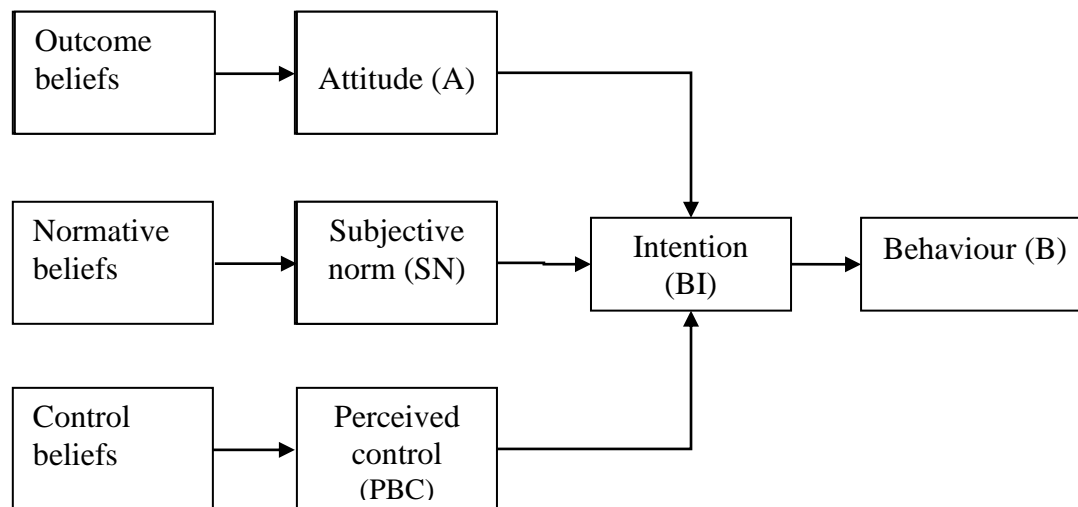 Outcome
beliefs
Attitude (A)
Normative
beliefs
Subjective
norm (SN)
Intention
(BI)
Behaviour (B)
Control
beliefs
Perceived
control
(PBC)